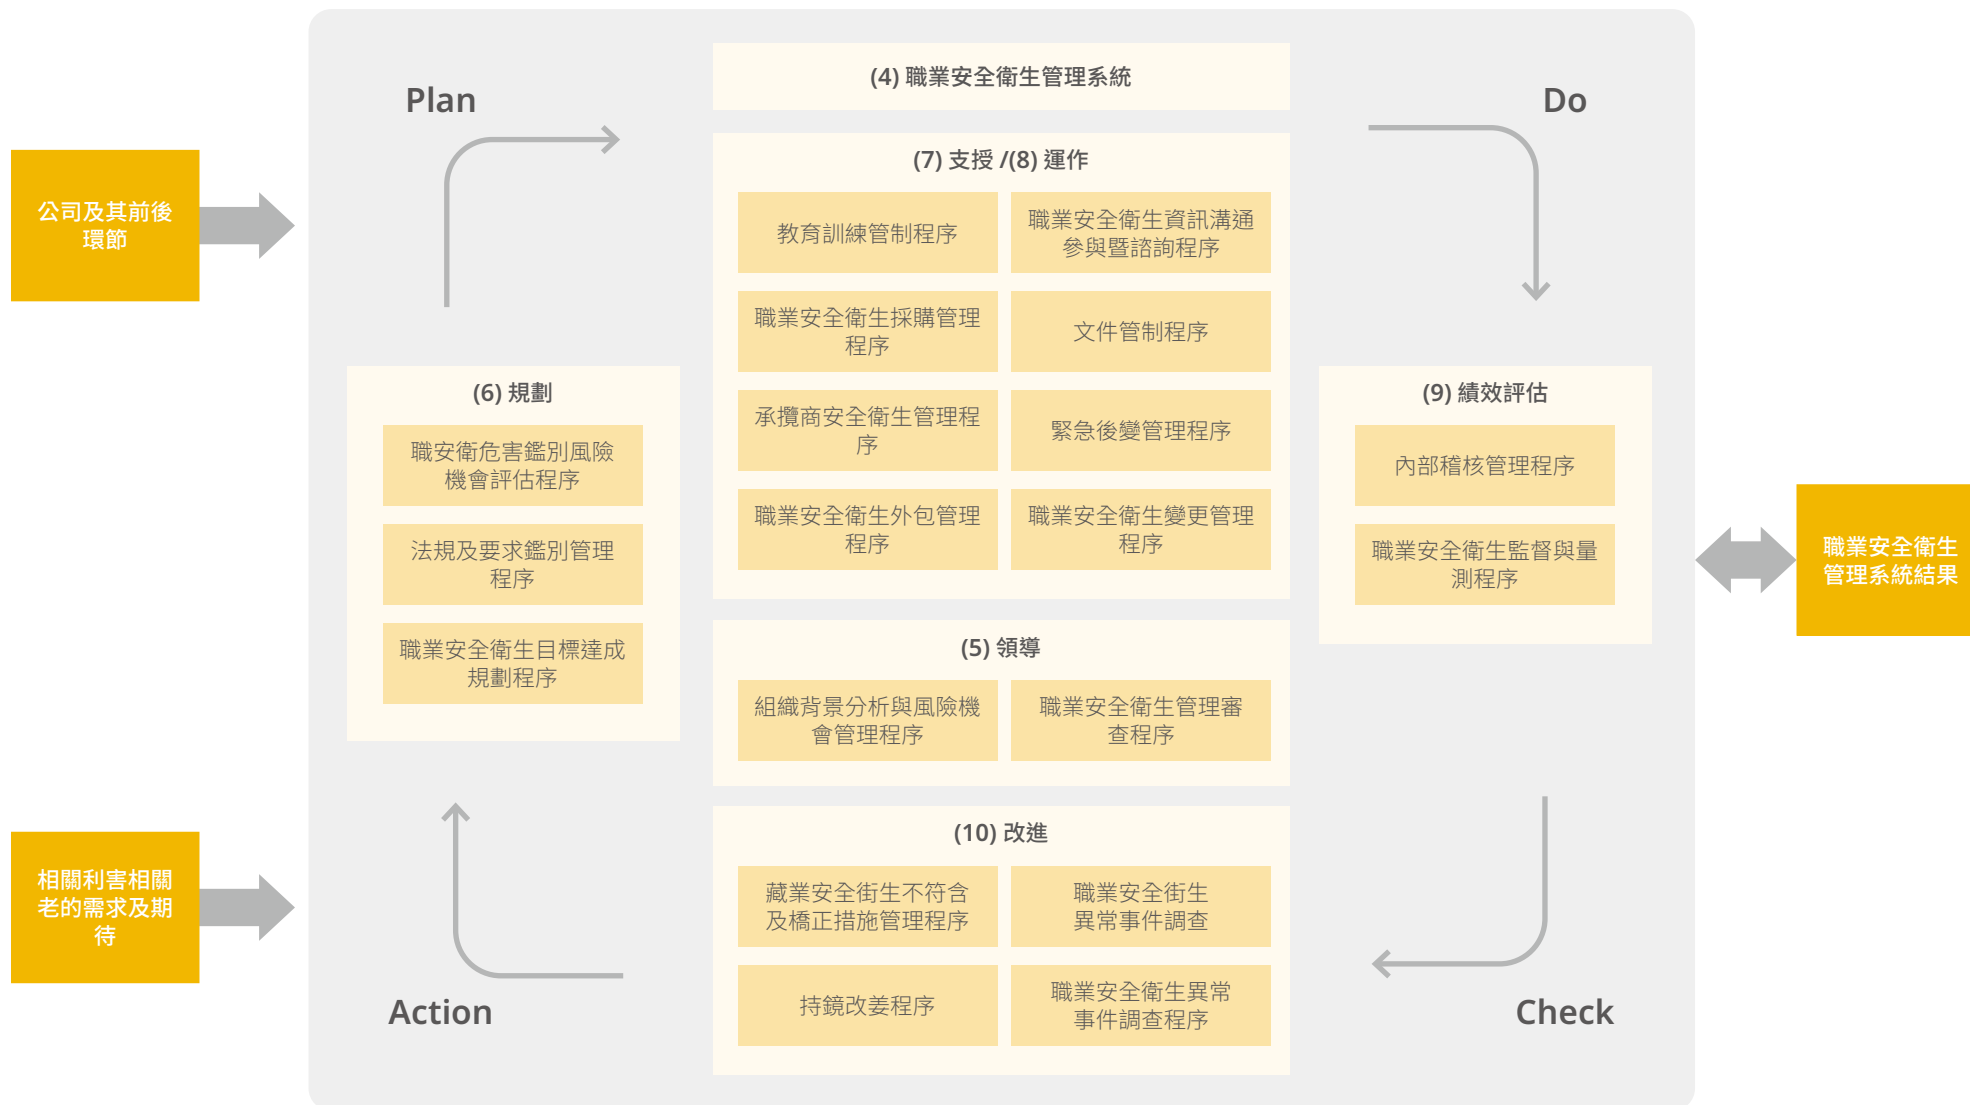 Plan
(4) 職業安全衛生管理系統
Do
公司及其前後
環節
(7) 支授 /(8) 運作
教育訓練管制程序
職業安全衛生資訊溝通
參與暨諮詢程序
職業安全衛生採購管理
程序
文件管制程序
承攬商安全衛生管理程
序
緊急後變管理程序
職業安全衛生外包管理
程序
職業安全衛生變更管理
程序
(6) 規劃
職安衛危害鑑別風險
機會評估程序
法規及要求鑑別管理
程序
職業安全衛生目標達成
規劃程序
(9) 績效評估
內部稽核管理程序
職業安全衛生監督與量
測程序
職業安全衛生
管理系統結果
(5) 領導
組織背景分析與風險機
會管理程序
職業安全衛生管理審
查程序
(10) 改進
藏業安全街生不符含
及橋正措施管理程序
職業安全街生
異常事件調查
持鏡改姜程序
職業安全衛生異常
事件調查程序
相關利害相關
老的需求及期
待
Action
Check